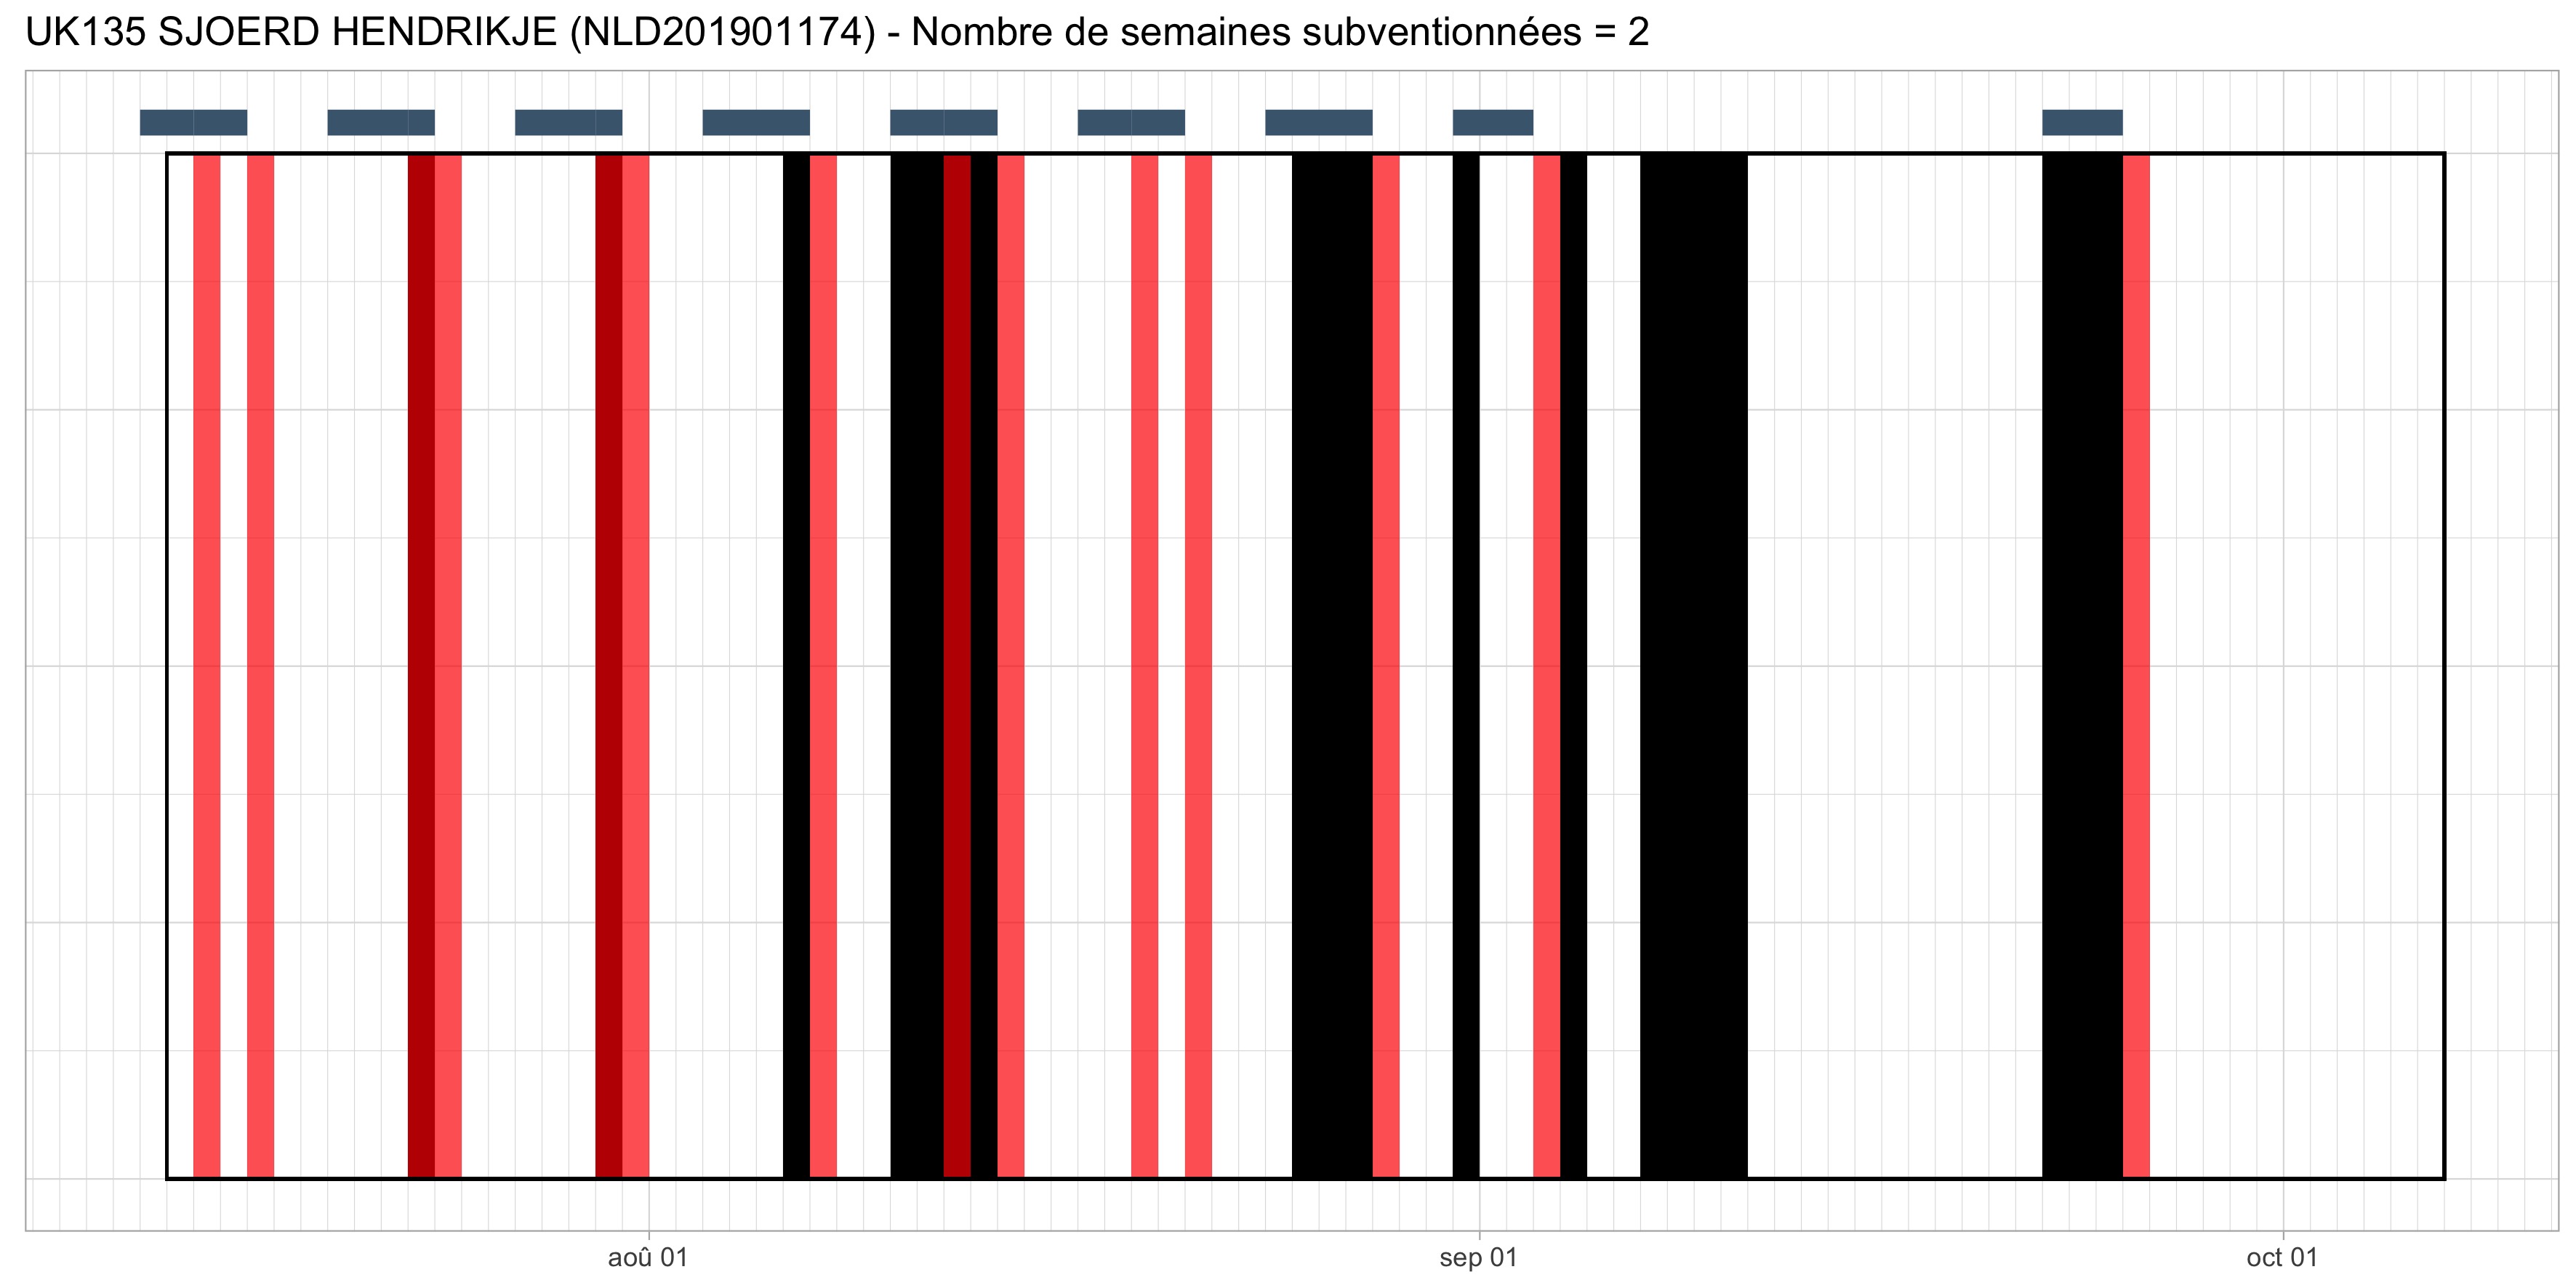 UK135 SJOERD HENDRIKJE (NLD201901174) - Nombre de semaines subventionnées = 2
aoû 01
sep 01
oct 01